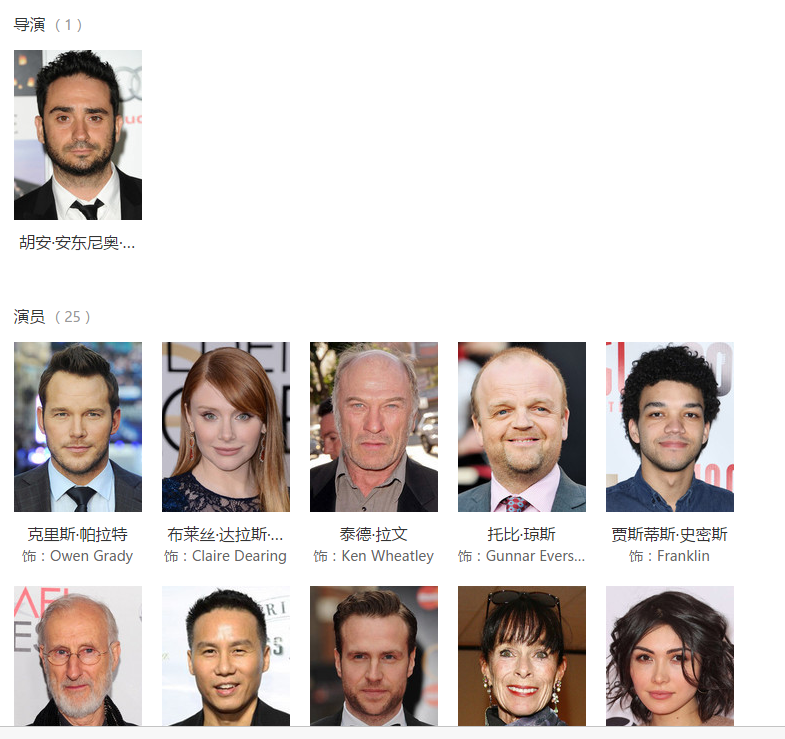 导演 ( 1 )
胡安·安东尼奥·...
演员 ( 25 )
克里斯·帕拉特
饰：Owen Grady
布莱丝·达拉斯·...
饰：Claire Dearing
泰德·拉文
饰：Ken Wheatley
托比·琼斯
饰：Gunnar Evers...
贾斯蒂斯·史密斯
饰：Franklin